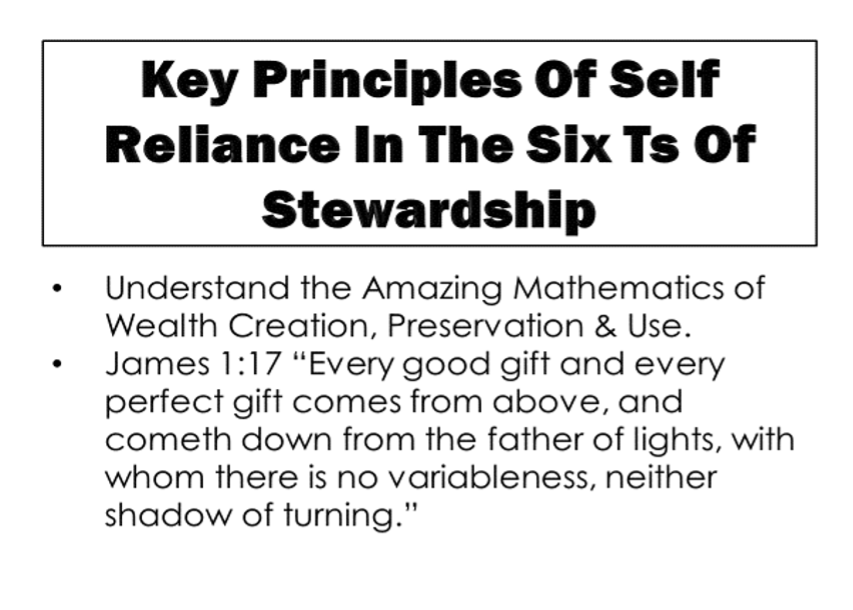 Key Principles Of Self
Reliance In The Six Ts Of
Stewardship
• Understand the Amazing Mathematics of
Wealth Creation, Preservation & Use.
• James 1:17 “Every good gift and every
perfect gift comes from above, and
cometh down from the father of lights, with
whom there is no variableness, neither
shadow of turning.”